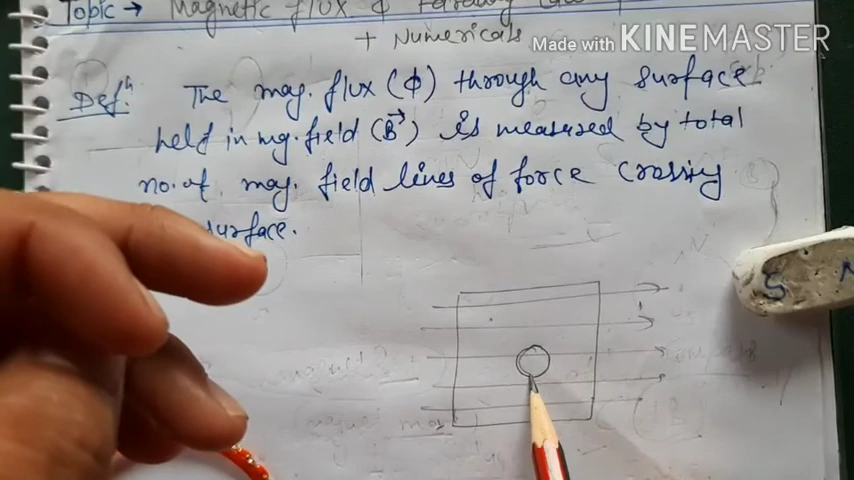 Topic → Magnetic flux &
+ Numericals
Made with KINEMASTER
Defⁿ. The mag. flux (ϕ) through any surface
held in mg. field (B⃗) is measured by total
no. of mag. field lines of force crossing
surface.
S N